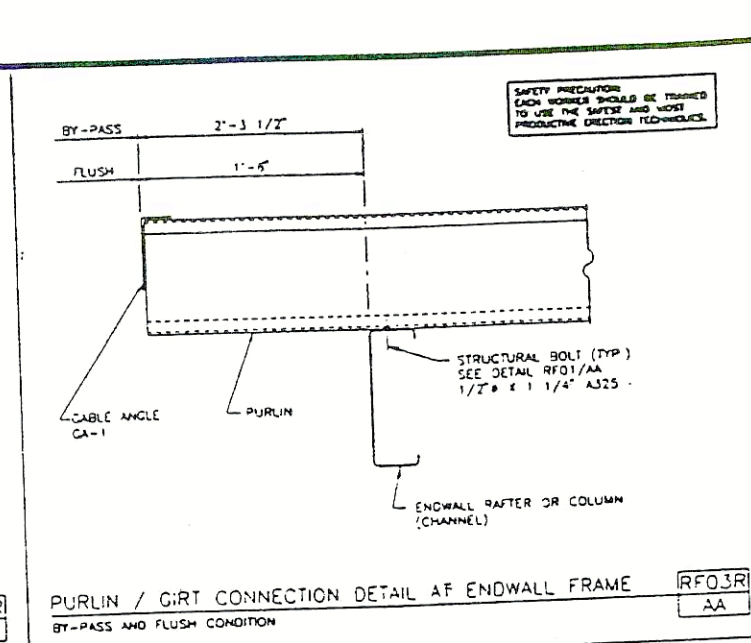 SAFETY PRECAUTION:
EACH WORKER SHOULD BE TRAINED
TO USE THE SAFEST AND MOST
PRODUCTIVE ERECTION TECHNIQUES.
BY-PASS 2'-3 1/2"
FLUSH 1'-6"
STRUCTURAL BOLT (TYP)
SEE DETAIL RF01/AA
1/2"ø X 1 1/4" A325
GABLE ANGLE
GA-1
PURLIN
ENDWALL RAFTER OR COLUMN
(CHANNEL)
PURLIN / GIRT CONNECTION DETAIL AT ENDWALL FRAME
BY-PASS AND FLUSH CONDITION
RF03R
AA